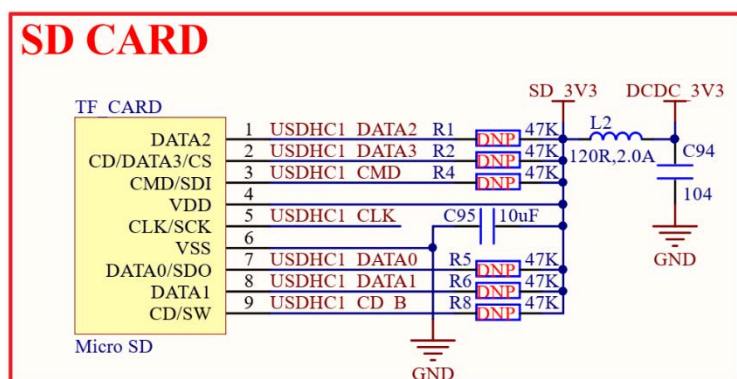 SD CARD
SD_3V3 DCDC_3V3
TF_CARD
L2
120R,2.0A
C94
104
GND
DATA2 1 USDHC1_DATA2 R1 DNP 47K
CD/DATA3/CS 2 USDHC1_DATA3 R2 DNP 47K
CMD/SDI 3 USDHC1_CMD R4 DNP 47K
VDD 4
CLK/SCK 5 USDHC1_CLK C95 10uF
VSS 6
DATA0/SDO 7 USDHC1_DATA0 R5 DNP 47K
DATA1 8 USDHC1_DATA1 R6 DNP 47K
CD/SW 9 USDHC1_CD_B R8 DNP 47K
Micro SD
GND